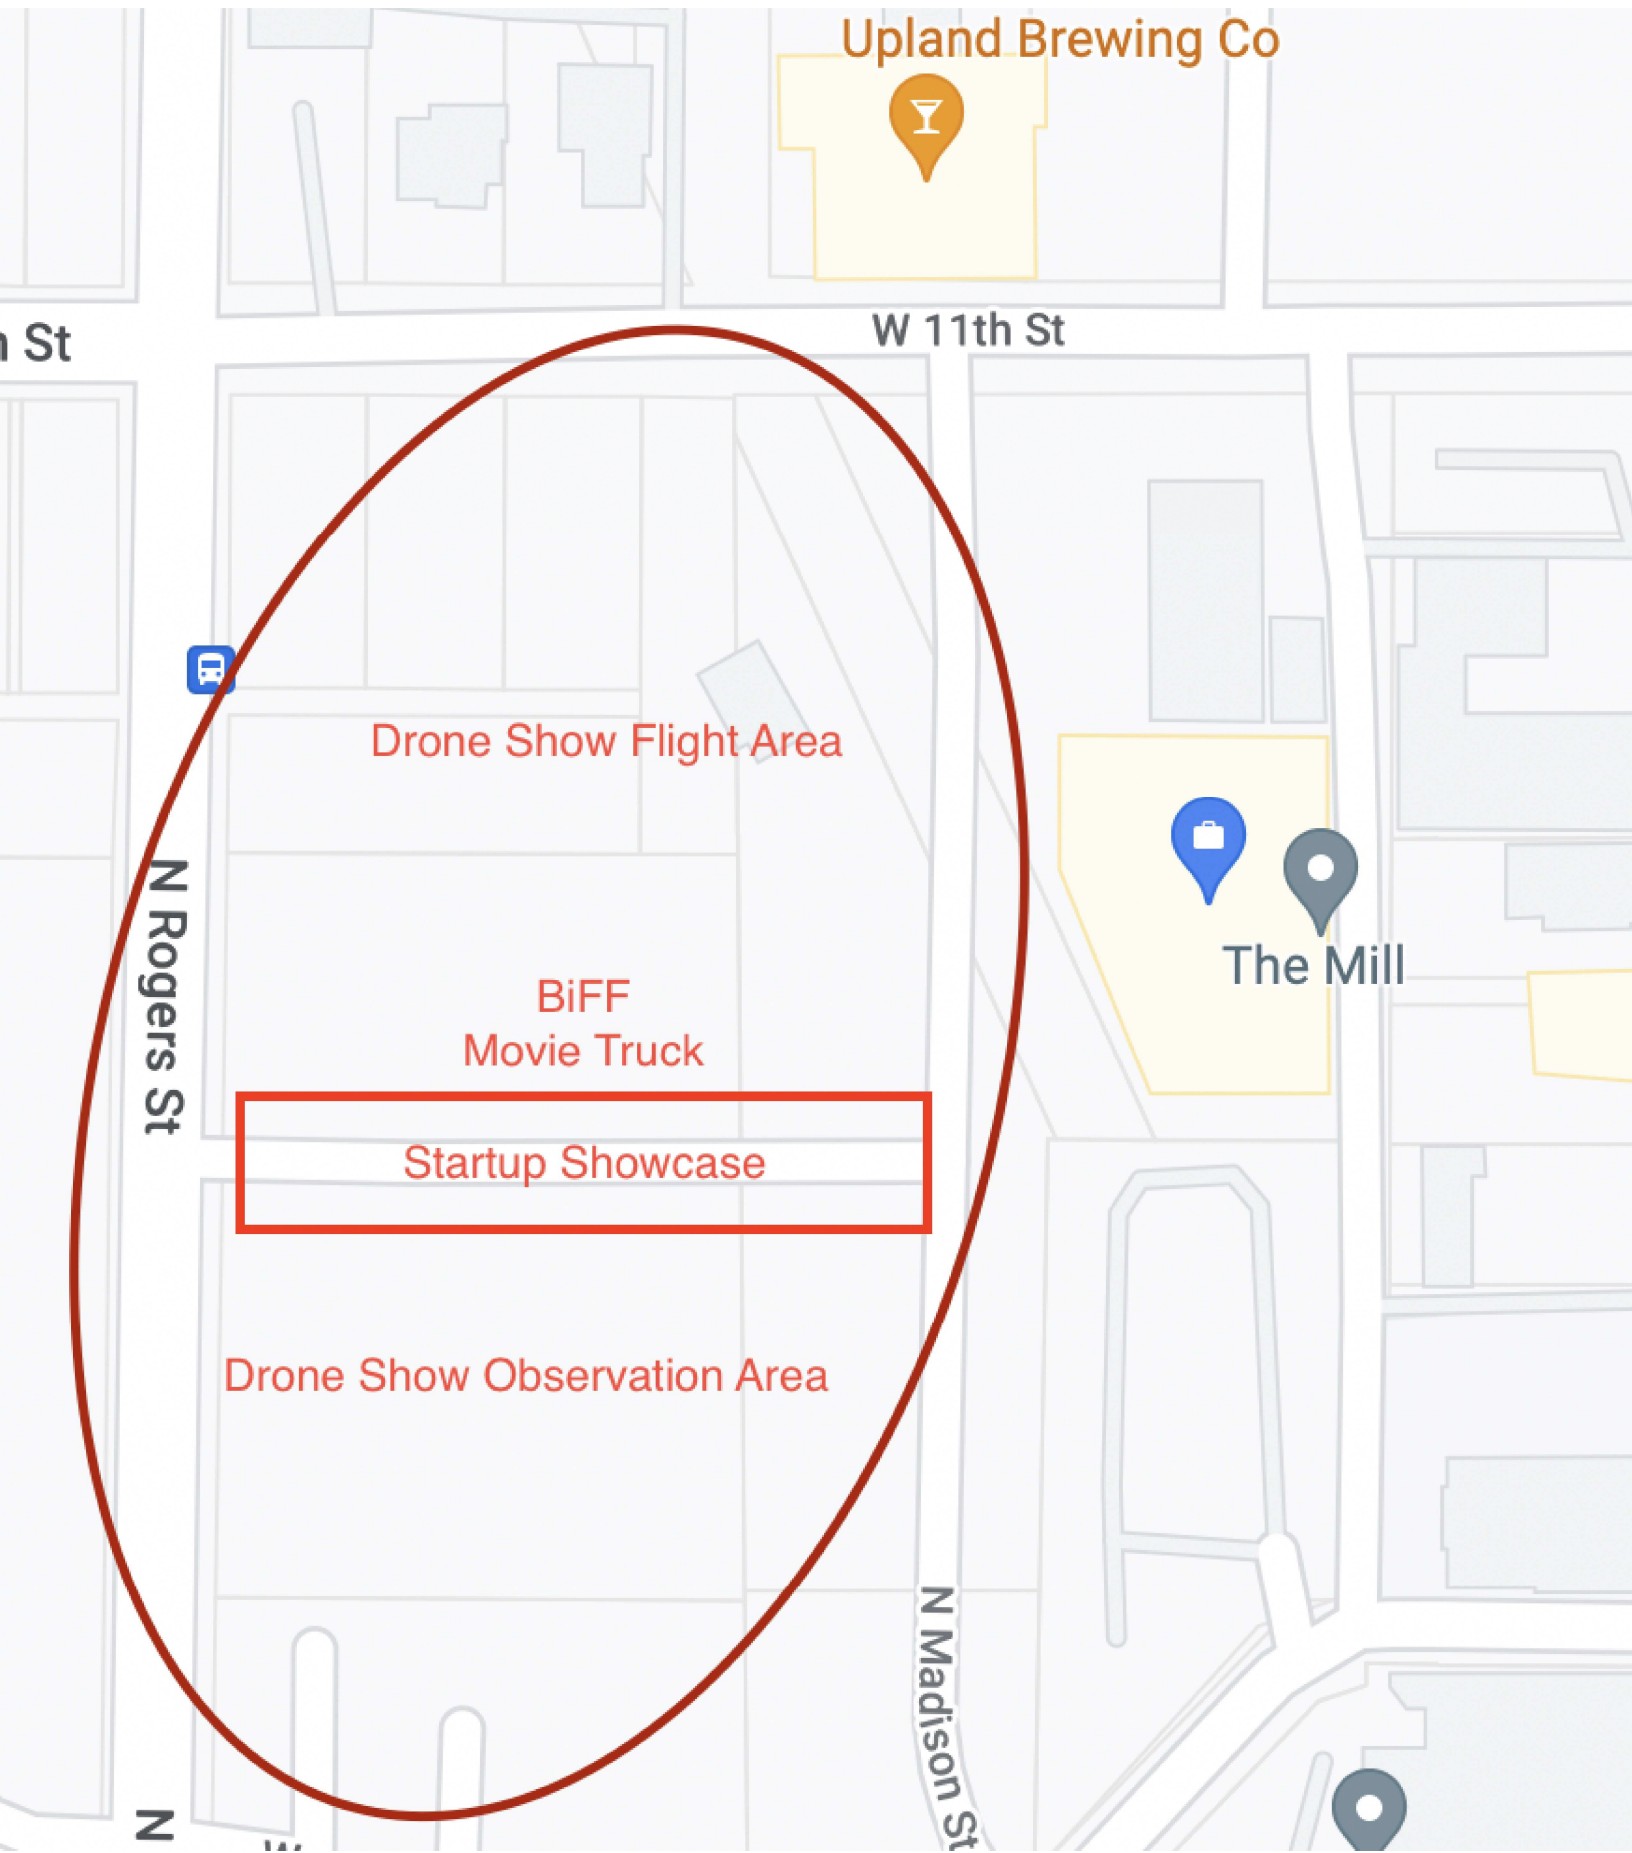 Upland Brewing Co
W 11th St
St
Drone Show Flight Area
N Rogers St
The Mill
BiFF
Movie Truck
Startup Showcase
Drone Show Observation Area
N Madison St
N
W